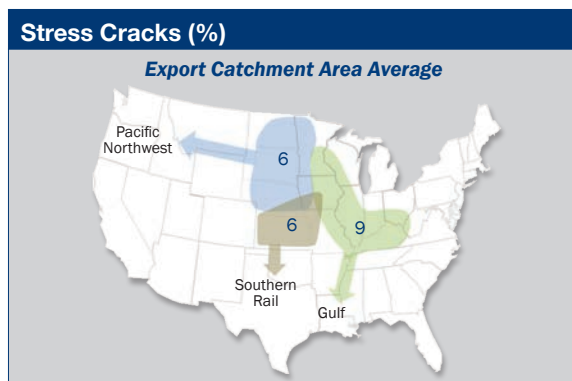 Stress Cracks (%)
Export Catchment Area Average
Pacific
Northwest
6
6
9
Southern
Rail
Gulf